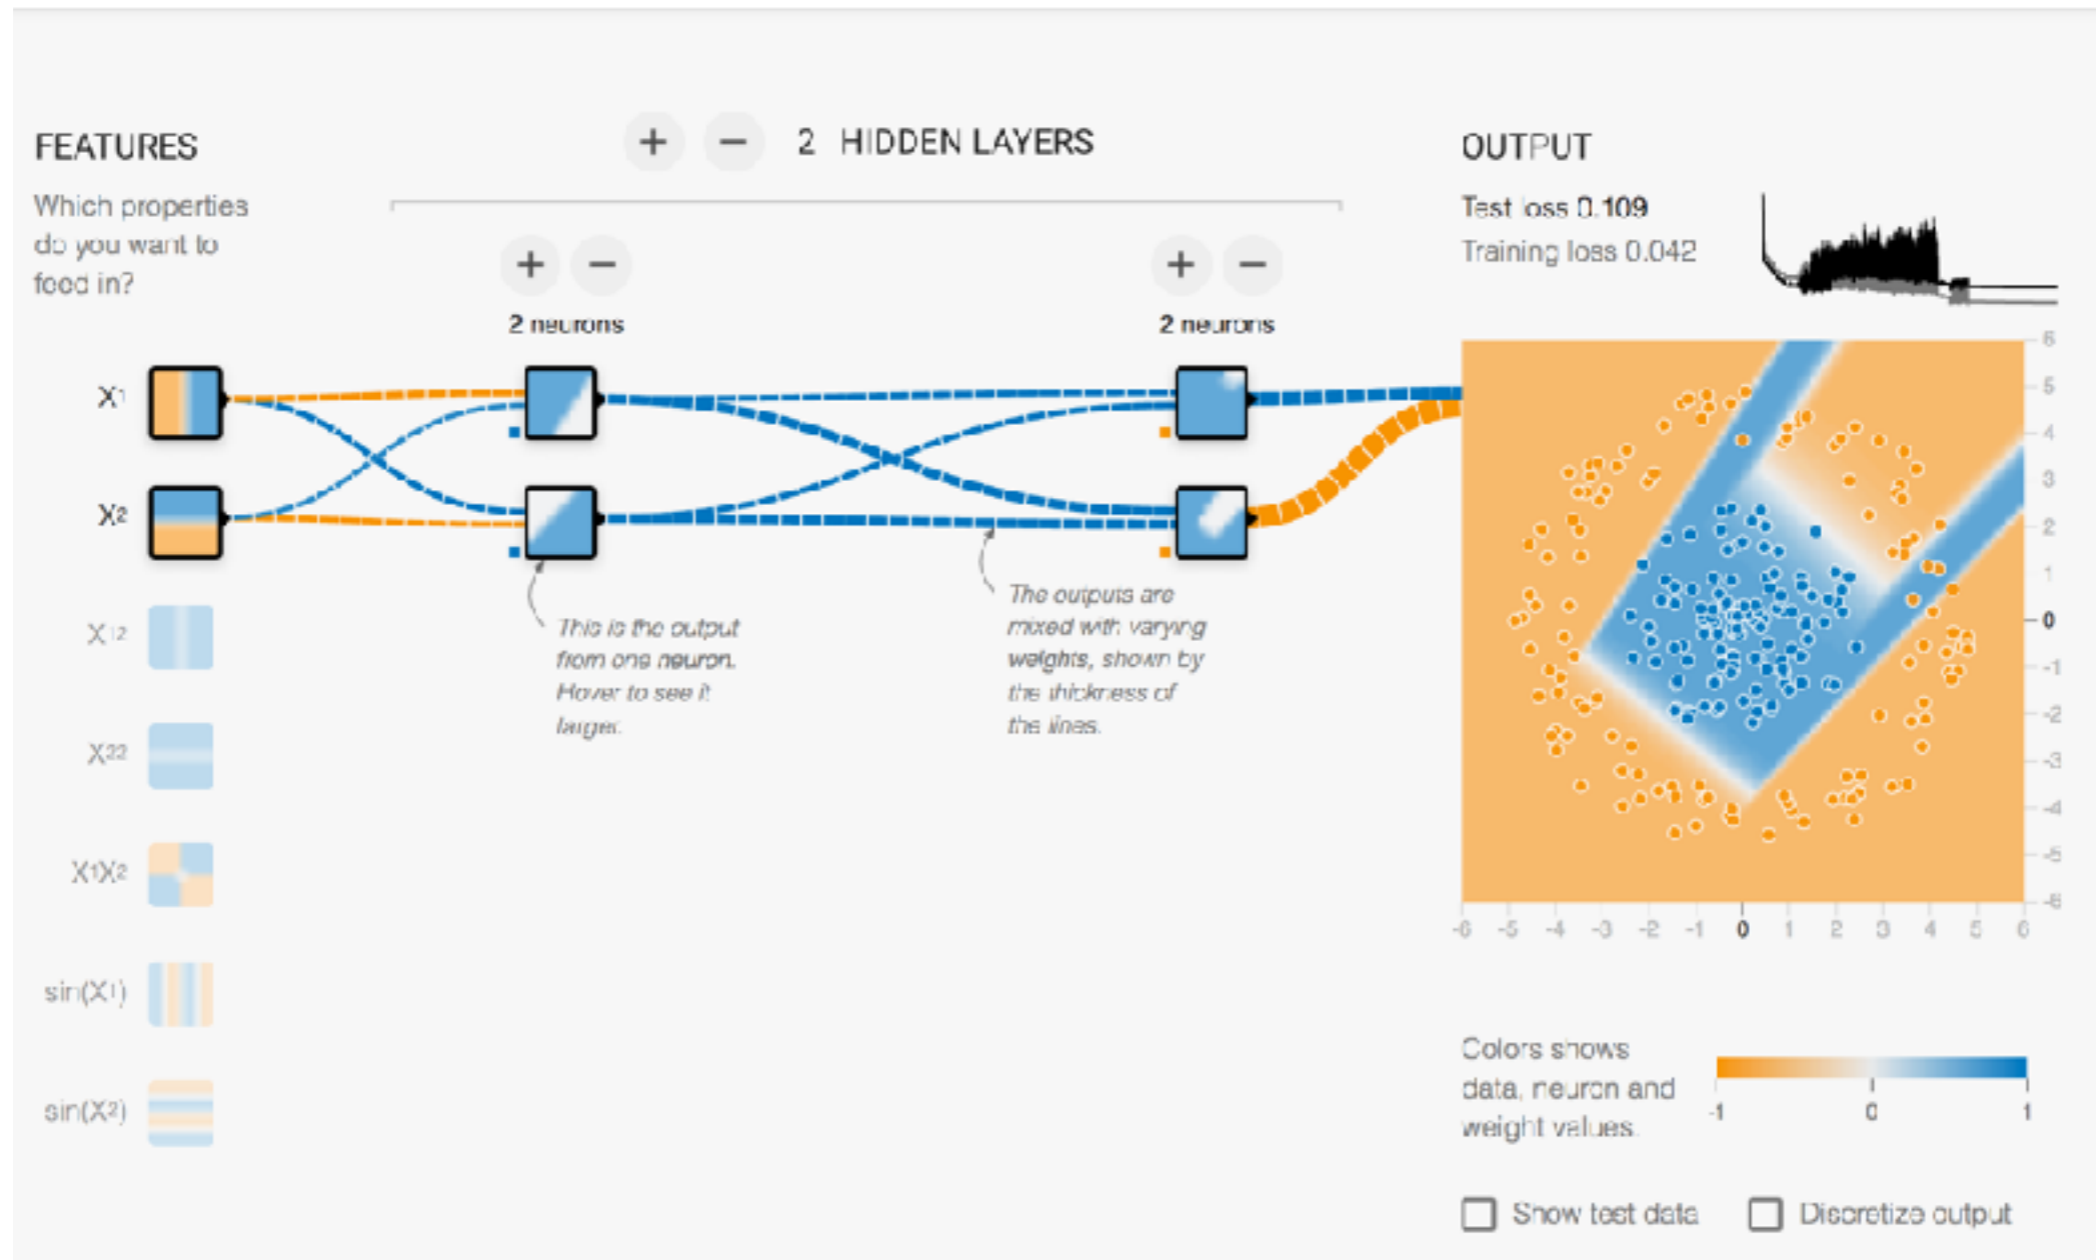 FEATURES
Which properties
do you want to
feed in?
+ − 2 HIDDEN LAYERS
+ −
2 neurons
+ −
2 neurons
X1
X2
X12
X22
X1X2
sin(X1)
sin(X2)
This is the output
from one neuron.
Hover to see it
larger.
The outputs are
mixed with varying
weights, shown by
the thickness of
the lines.
OUTPUT
Test loss 0.109
Training loss 0.042
6
5
4
3
2
1
0
-1
-2
-3
-4
-5
-6
-6 -5 -4 -3 -2 -1 0 1 2 3 4 5 6
Colors shows
data, neuron and
weight values.
-1 0 1
Show test data
Discretize output